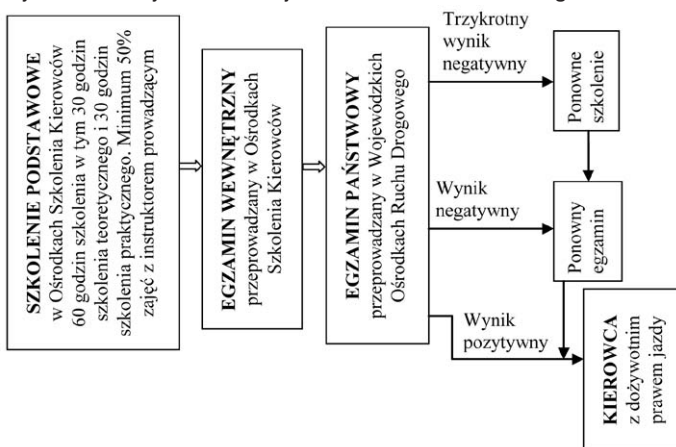 SZKOLENIE PODSTAWOWE
w Ośrodkach Szkolenia Kierowców
60 godzin szkolenia w tym 30 godzin
szkolenia teoretycznego i 30 godzin
szkolenia praktycznego. Minimum 50%
zajęć z instruktorem prowadzącym
EGZAMIN WEWNĘTRZNY
przeprowadzany w Ośrodkach
Szkolenia Kierowców
EGZAMIN PAŃSTWOWY
przeprowadzany w Wojewódzkich
Ośrodkach Ruchu Drogowego
Trzykrotny
wynik
negatywny
Ponowne
szkolenie
Wynik
negatywny
Ponowny
egzamin
Wynik
pozytywny
KIEROWCA
z dożywotnim
prawem jazdy